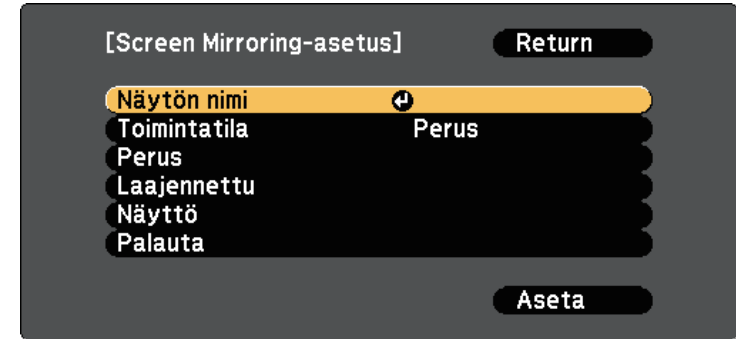 [Screen Mirroring-asetus] Return
Näytön nimi
Toimintatila Perus
Perus
Laajennettu
Näyttö
Palauta
Aseta